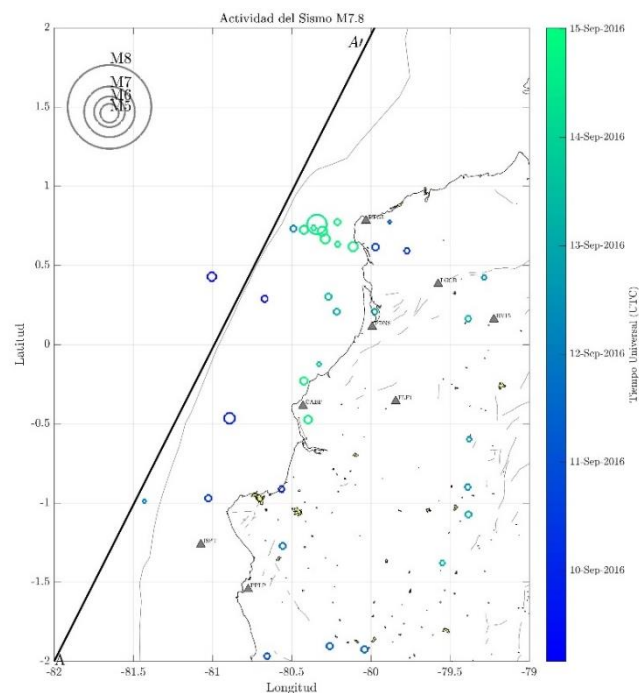 Actividad del Sismo M7.8
2
1.5
1
0.5
0
-0.5
-1
-1.5
-2
Latitud
A
A′
M8
M7
M6
M5
-82
-81.5
-81
-80.5
-80
-79.5
-79
Longitud
15-Sep-2016
14-Sep-2016
13-Sep-2016
12-Sep-2016
11-Sep-2016
10-Sep-2016
Tiempo Universal (UTC)